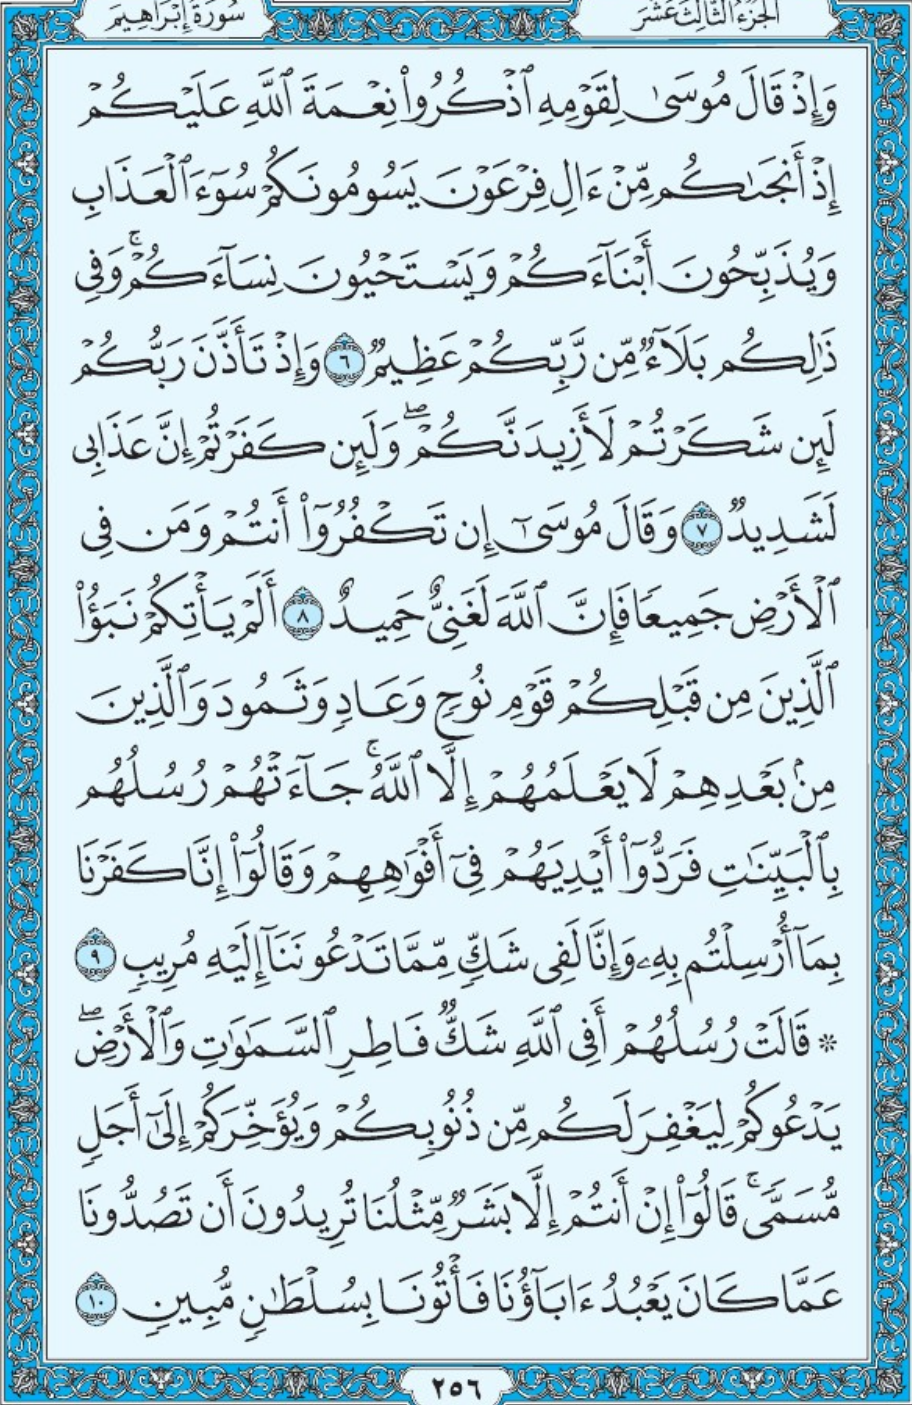 الجزء الثالث عشر
سورة إبراهيم
وَإِذْ قَالَ مُوسَىٰ لِقَوْمِهِ ٱذْكُرُوا۟ نِعْمَةَ ٱللَّهِ عَلَيْكُمْ
إِذْ أَنجَىٰكُم مِّنْ ءَالِ فِرْعَوْنَ يَسُومُونَكُمْ سُوٓءَ ٱلْعَذَابِ
وَيُذَبِّحُونَ أَبْنَآءَكُمْ وَيَسْتَحْيُونَ نِسَآءَكُمْ ۚ وَفِى
ذَٰلِكُم بَلَآءٌ مِّن رَّبِّكُمْ عَظِيمٌ ٦ وَإِذْ تَأَذَّنَ رَبُّكُمْ
لَئِن شَكَرْتُمْ لَأَزِيدَنَّكُمْ ۖ وَلَئِن كَفَرْتُمْ إِنَّ عَذَابِى
لَشَدِيدٌ ٧ وَقَالَ مُوسَىٰٓ إِن تَكْفُرُوٓا۟ أَنتُمْ وَمَن فِى
ٱلْأَرْضِ جَمِيعًا فَإِنَّ ٱللَّهَ لَغَنِىٌّ حَمِيدٌ ٨ أَلَمْ يَأْتِكُمْ نَبَؤُا۟
ٱلَّذِينَ مِن قَبْلِكُمْ قَوْمِ نُوحٍ وَعَادٍ وَثَمُودَ وَٱلَّذِينَ
مِنۢ بَعْدِهِمْ لَا يَعْلَمُهُمْ إِلَّا ٱللَّهُ ۚ جَآءَتْهُمْ رُسُلُهُم
بِٱلْبَيِّنَٰتِ فَرَدُّوٓا۟ أَيْدِيَهُمْ فِىٓ أَفْوَٰهِهِمْ وَقَالُوٓا۟ إِنَّا كَفَرْنَا
بِمَآ أُرْسِلْتُم بِهِۦ وَإِنَّا لَفِى شَكٍّ مِّمَّا تَدْعُونَنَآ إِلَيْهِ مُرِيبٍ ٩
۞ قَالَتْ رُسُلُهُمْ أَفِى ٱللَّهِ شَكٌّ فَاطِرِ ٱلسَّمَٰوَٰتِ وَٱلْأَرْضِ ۖ
يَدْعُوكُمْ لِيَغْفِرَ لَكُم مِّن ذُنُوبِكُمْ وَيُؤَخِّرَكُمْ إِلَىٰٓ أَجَلٍ
مُّسَمًّى ۚ قَالُوٓا۟ إِنْ أَنتُمْ إِلَّا بَشَرٌ مِّثْلُنَا تُرِيدُونَ أَن تَصُدُّونَا
عَمَّا كَانَ يَعْبُدُ ءَابَآؤُنَا فَأْتُونَا بِسُلْطَٰنٍ مُّبِينٍ ١٠
٢٥٦